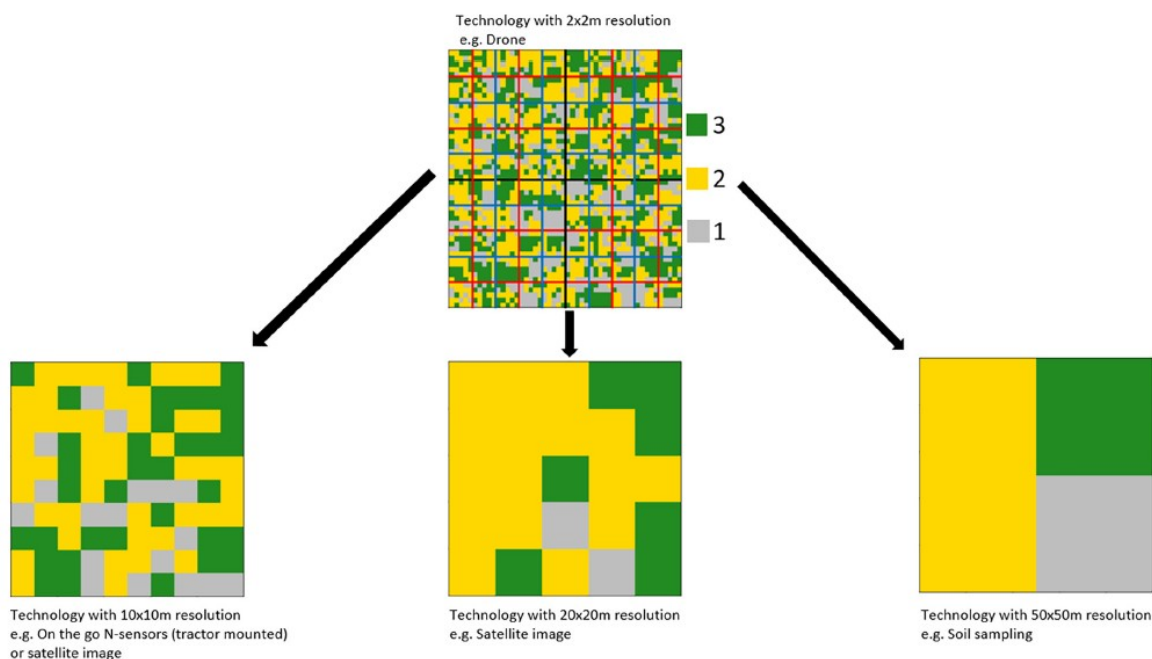 Technology with 2x2m resolution
e.g. Drone
3
2
1
Technology with 10x10m resolution
e.g. On the go N-sensors (tractor mounted)
or satellite image
Technology with 20x20m resolution
e.g. Satellite image
Technology with 50x50m resolution
e.g. Soil sampling